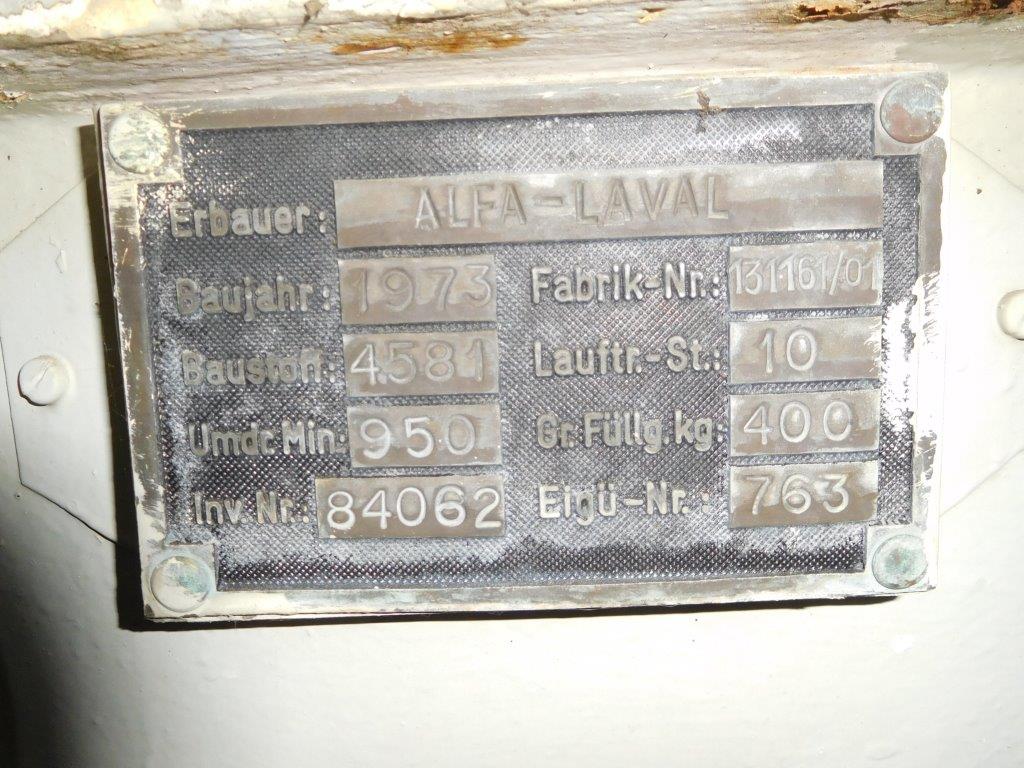 Erbauer: ALFA-LAVAL
Baujahr: 1973 Fabrik-Nr.: 131161/01
Baustoff: 4581 Lauftr.-St.: 10
Umdr. Min: 950 Gr. Füllg. kg: 400
Inv. Nr.: 84062 Eigü-Nr.: 763